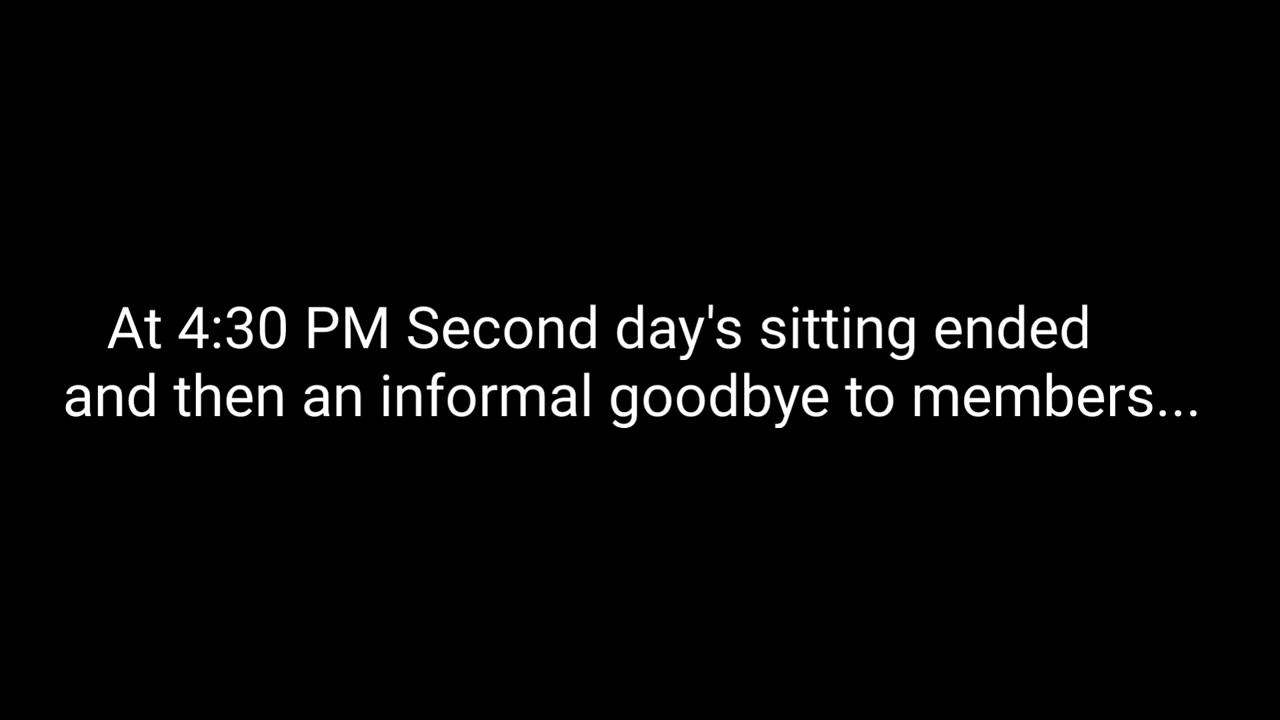 At 4:30 PM Second day's sitting ended
and then an informal goodbye to members...